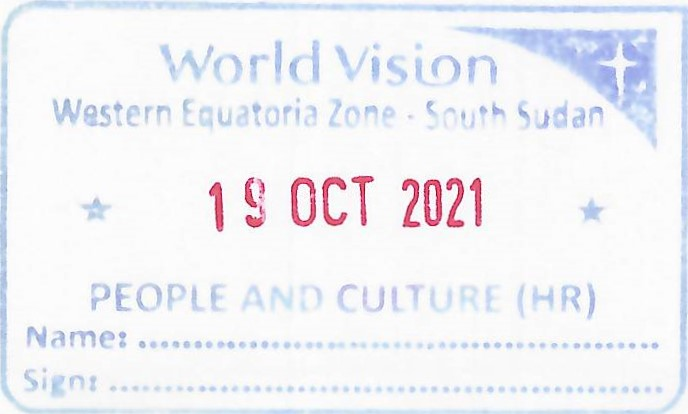 World Vision
Western Equatoria Zone - South Sudan
19 OCT 2021
PEOPLE AND CULTURE (HR)
Name: ........................................................
Sign: ............................................................